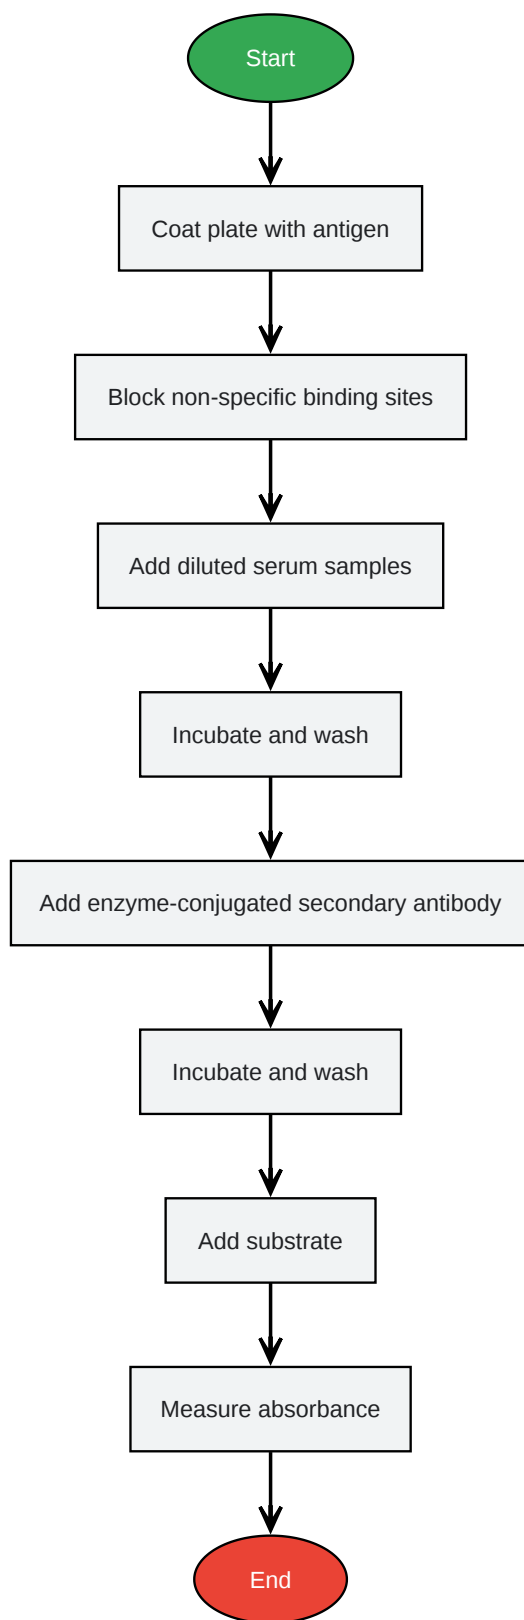 Start
Coat plate with antigen
Block non-specific binding sites
Add diluted serum samples
Incubate and wash
Add enzyme-conjugated secondary antibody
Incubate and wash
Add substrate
Measure absorbance
End